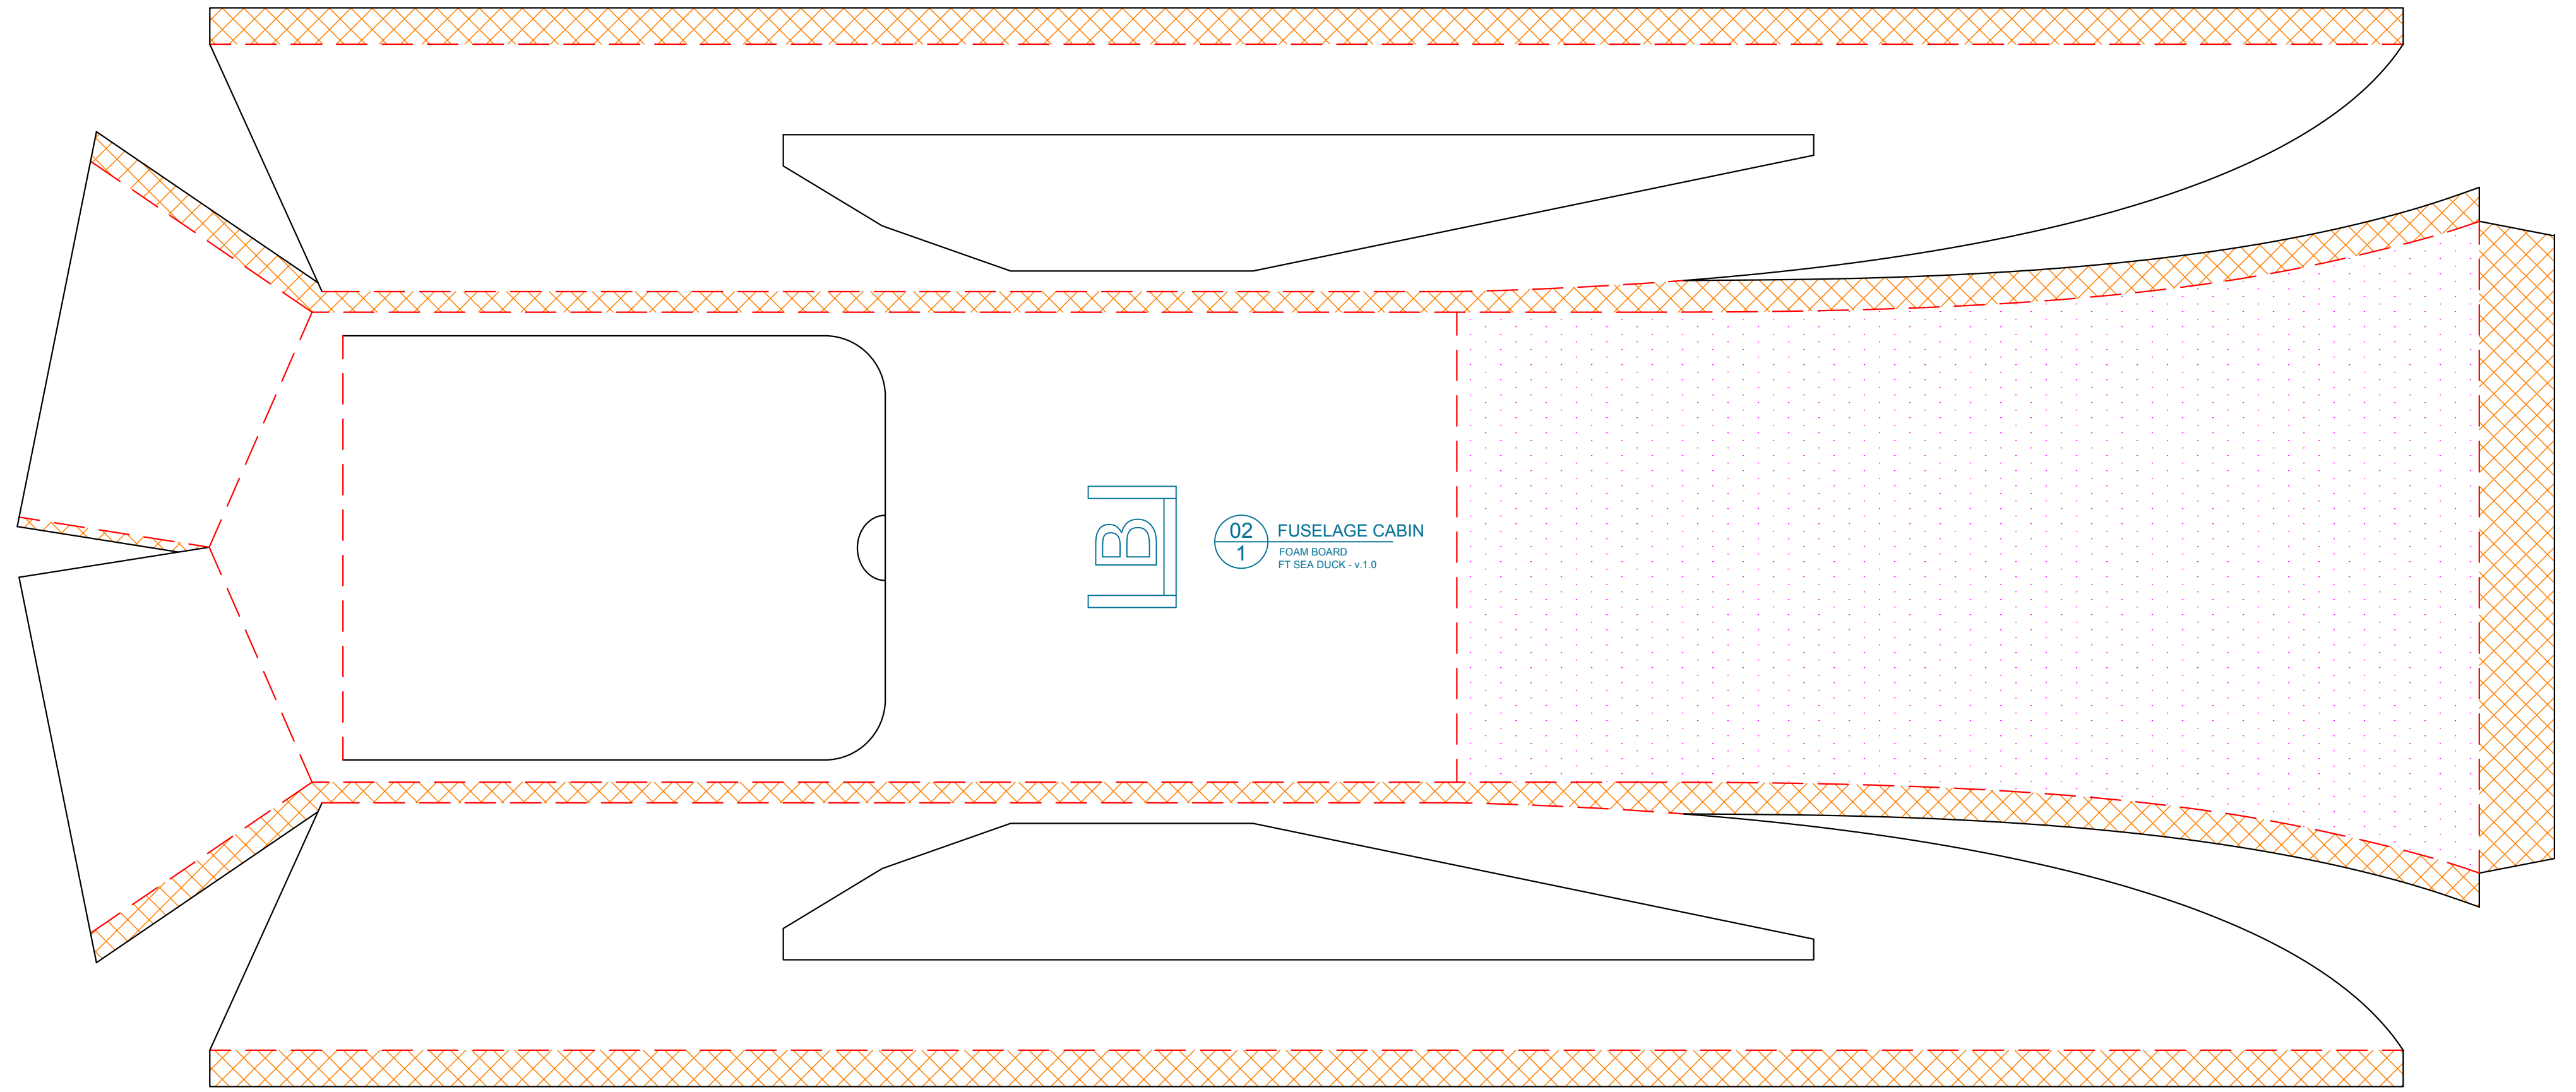 B
02
1
FUSELAGE CABIN
FOAM BOARD
FT SEA DUCK - v.1.0